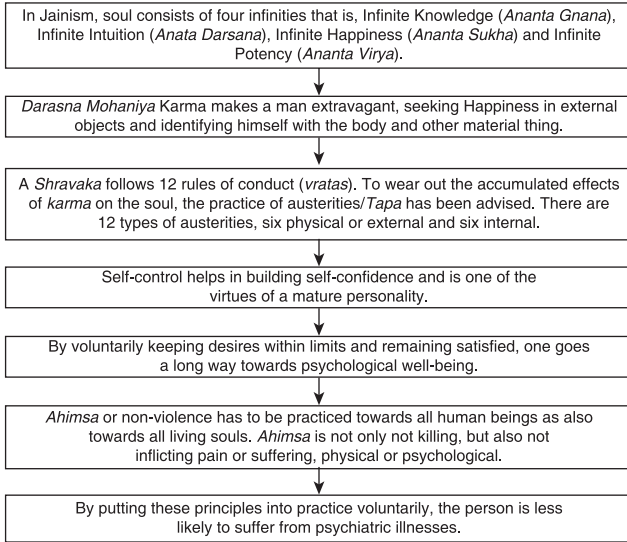 In Jainism, soul consists of four infinities that is, Infinite Knowledge (Ananta Gnana),
Infinite Intuition (Anata Darsana), Infinite Happiness (Ananta Sukha) and Infinite
Potency (Ananta Virya).
Darasna Mohaniya Karma makes a man extravagant, seeking Happiness in external
objects and identifying himself with the body and other material thing.
A Shravaka follows 12 rules of conduct (vratas). To wear out the accumulated effects
of karma on the soul, the practice of austerities/Tapa has been advised. There are
12 types of austerities, six physical or external and six internal.
Self-control helps in building self-confidence and is one of the
virtues of a mature personality.
By voluntarily keeping desires within limits and remaining satisfied, one goes
a long way towards psychological well-being.
Ahimsa or non-violence has to be practiced towards all human beings as also
towards all living souls. Ahimsa is not only not killing, but also not
inflicting pain or suffering, physical or psychological.
By putting these principles into practice voluntarily, the person is less
likely to suffer from psychiatric illnesses.